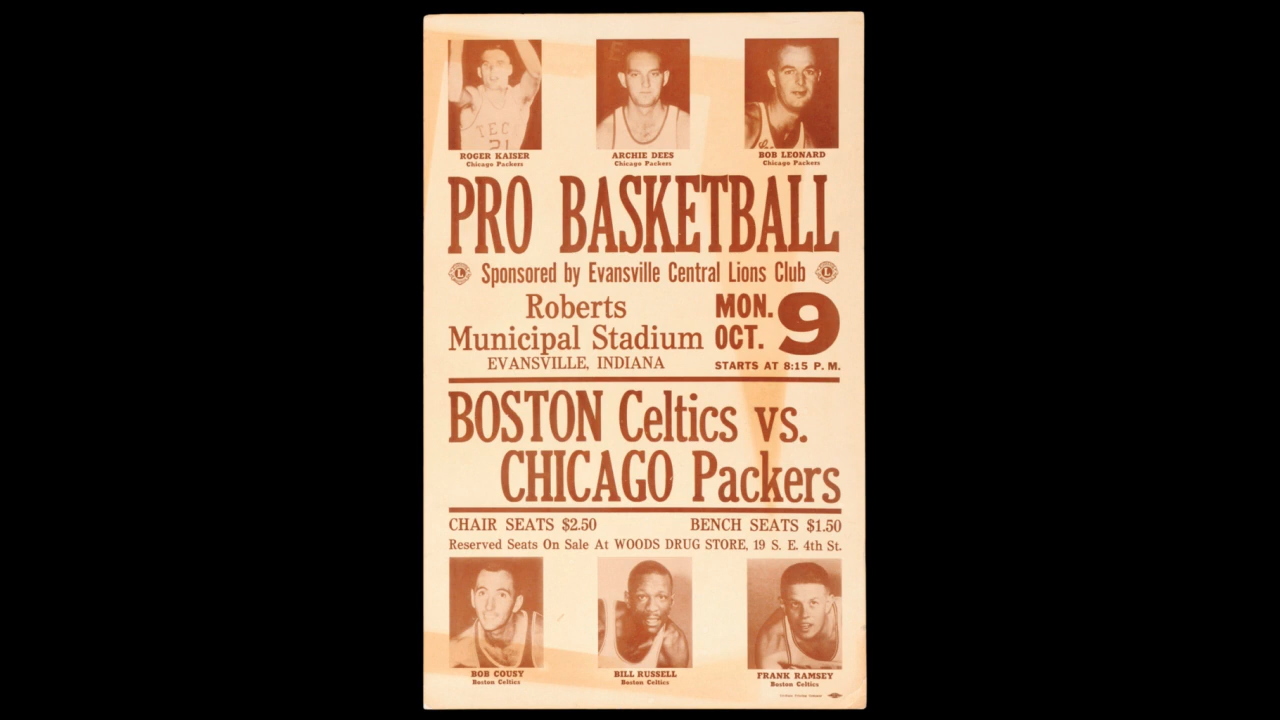 TEC
21
ROGER KAISER
Chicago Packers
ARCHIE DEES
Chicago Packers
BOB LEONARD
Chicago Packers
PRO BASKETBALL
L Sponsored by Evansville Central Lions Club L
Roberts
Municipal Stadium
EVANSVILLE, INDIANA
MON.
OCT. 9
STARTS AT 8:15 P. M.
BOSTON Celtics vs.
CHICAGO Packers
CHAIR SEATS $2.50 BENCH SEATS $1.50
Reserved Seats On Sale At WOODS DRUG STORE, 19 S. E. 4th St.
BOB COUSY
Boston Celtics
BILL RUSSELL
Boston Celtics
FRANK RAMSEY
Boston Celtics